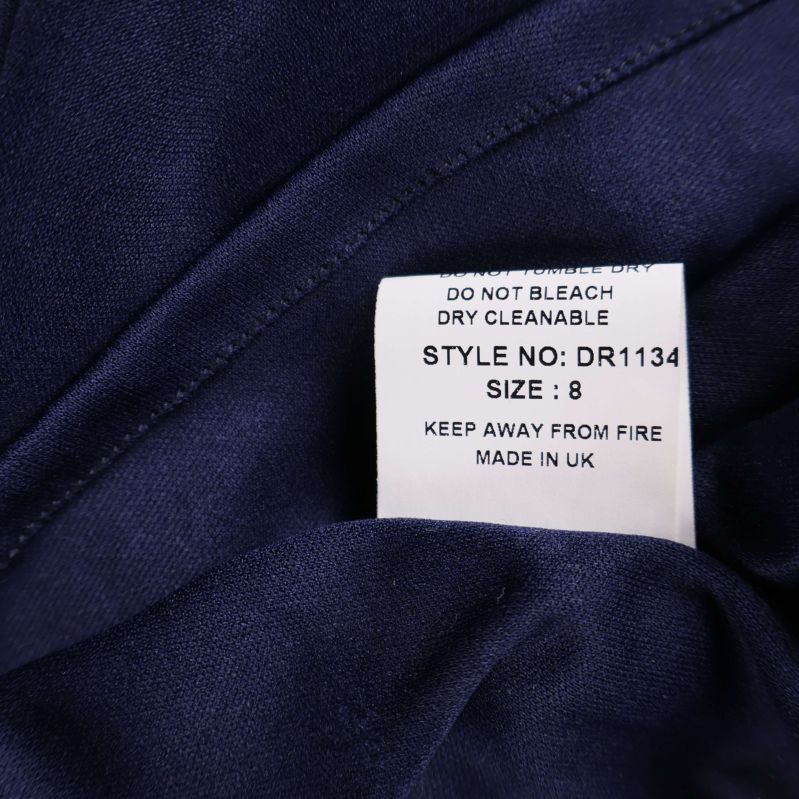 DO NOT TUMBLE DRY
DO NOT BLEACH
DRY CLEANABLE
STYLE NO: DR1134
SIZE : 8
KEEP AWAY FROM FIRE
MADE IN UK